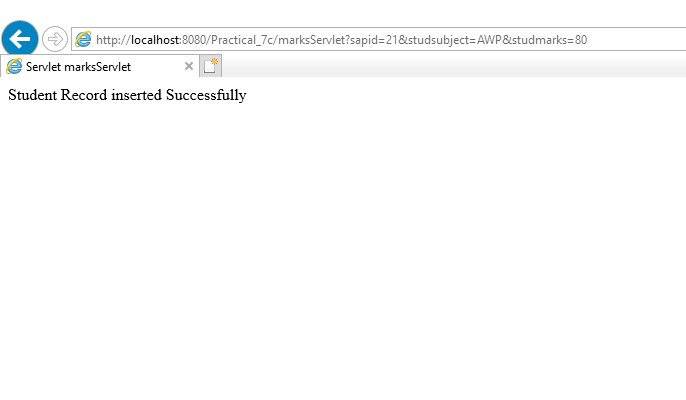 http://localhost:8080/Practical_7c/marksServlet?sapid=21&studsubject=AWP&studmarks=80
Servlet marksServlet
Student Record inserted Successfully